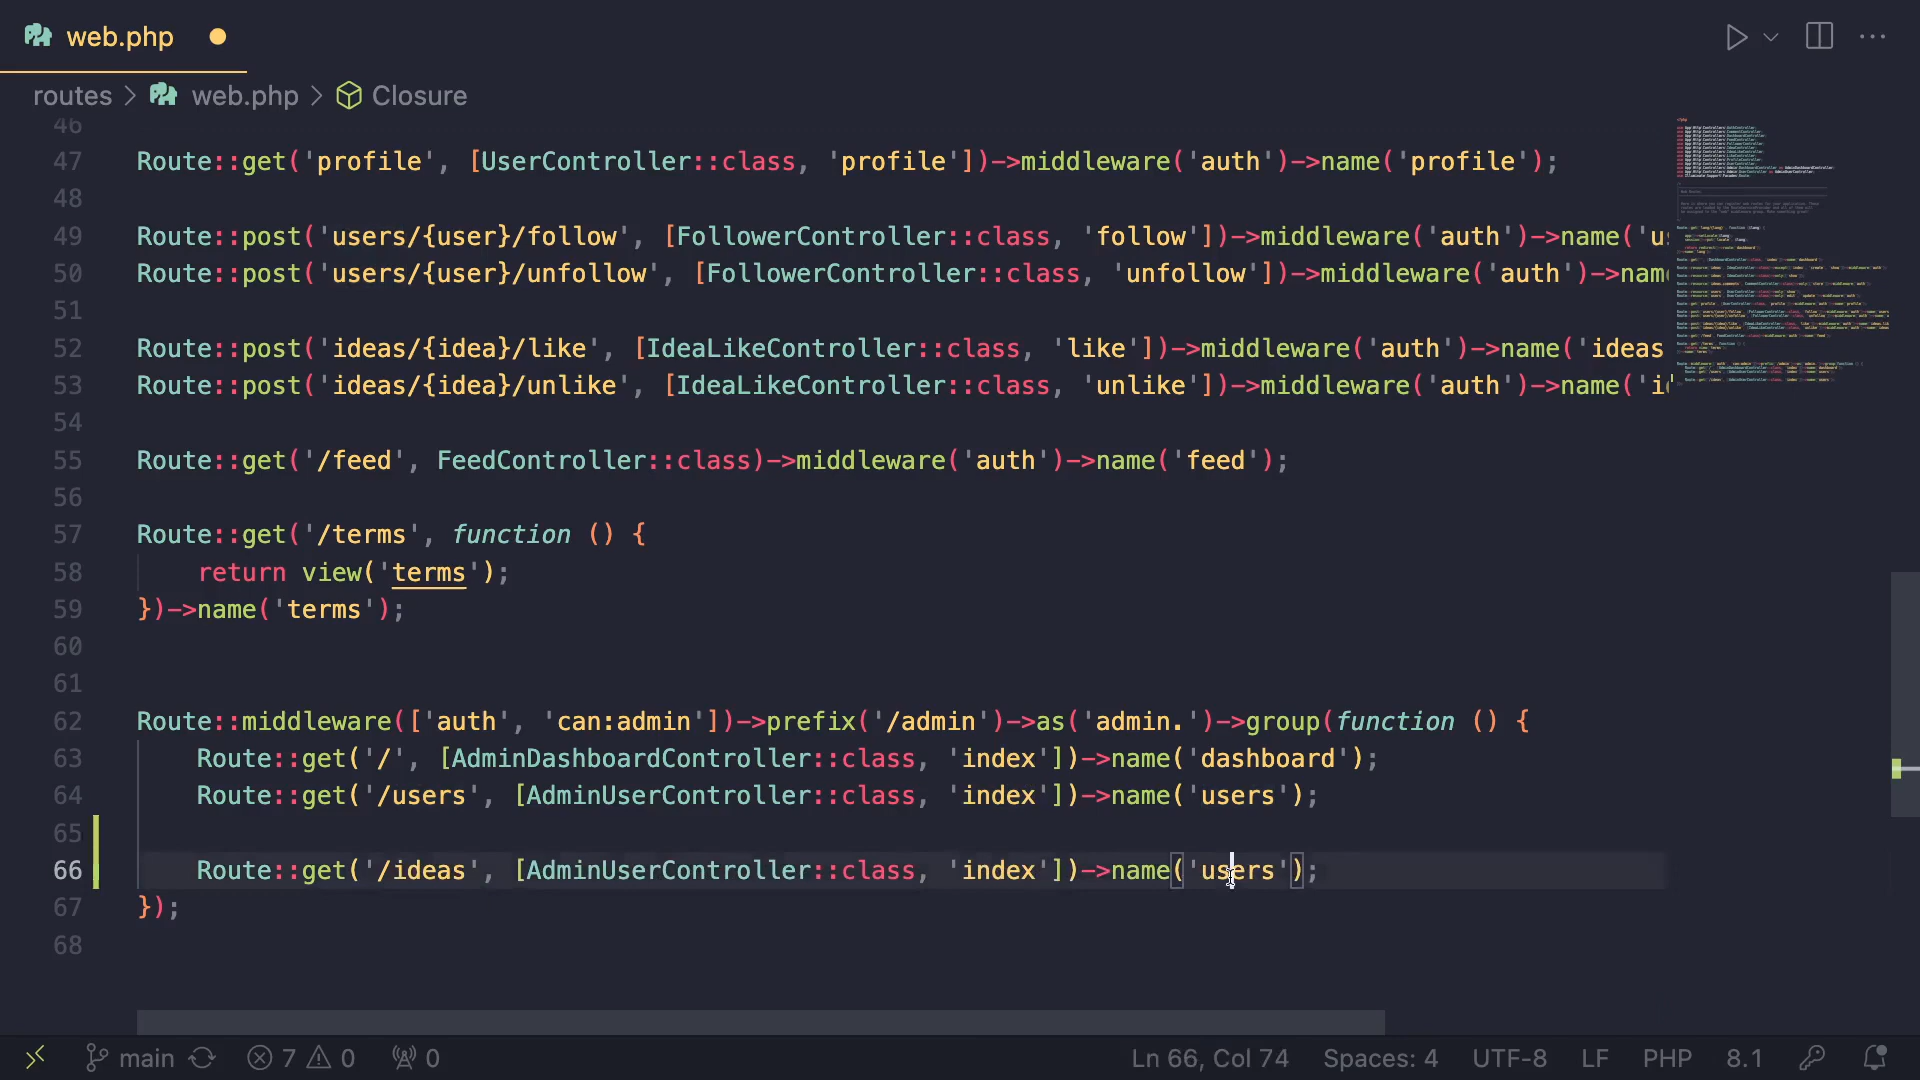 web.php
routes > web.php > Closure
46
47 Route::get('profile', [UserController::class, 'profile'])->middleware('auth')->name('profile');
48
49 Route::post('users/{user}/follow', [FollowerController::class, 'follow'])->middleware('auth')->name('us
50 Route::post('users/{user}/unfollow', [FollowerController::class, 'unfollow'])->middleware('auth')->name
51
52 Route::post('ideas/{idea}/like', [IdeaLikeController::class, 'like'])->middleware('auth')->name('ideas
53 Route::post('ideas/{idea}/unlike', [IdeaLikeController::class, 'unlike'])->middleware('auth')->name('id
54
55 Route::get('/feed', FeedController::class)->middleware('auth')->name('feed');
56
57 Route::get('/terms', function () {
58 return view('terms');
59 })->name('terms');
60
61
62 Route::middleware(['auth', 'can:admin'])->prefix('/admin')->as('admin.')->group(function () {
63 Route::get('/', [AdminDashboardController::class, 'index'])->name('dashboard');
64 Route::get('/users', [AdminUserController::class, 'index'])->name('users');
65
66 Route::get('/ideas', [AdminUserController::class, 'index'])->name('users');
67 });
68
main 7 0 0 Ln 66, Col 74 Spaces: 4 UTF-8 LF PHP 8.1